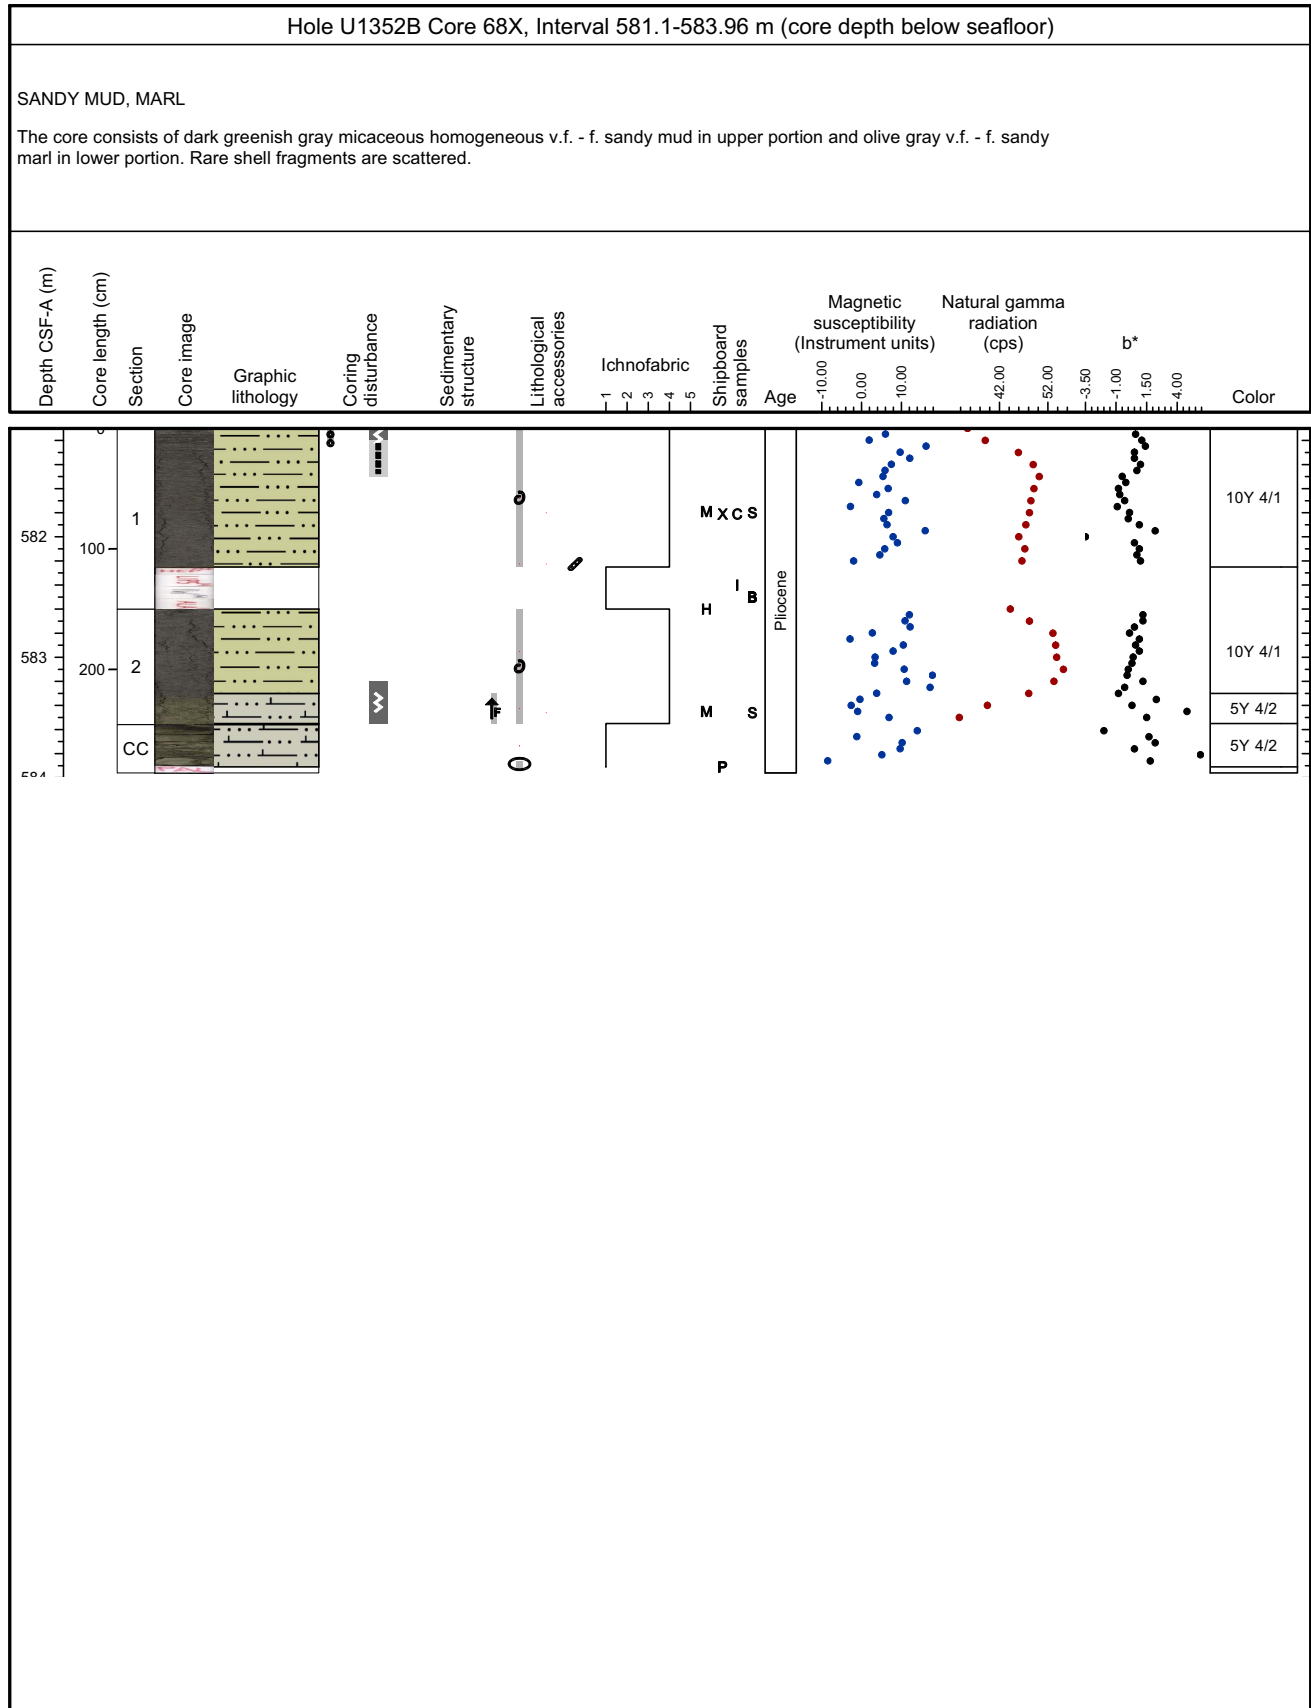 Hole U1352B Core 68X, Interval 581.1-583.96 m (core depth below seafloor)
SANDY MUD, MARL
The core consists of dark greenish gray micaceous homogeneous v.f. - f. sandy mud in upper portion and olive gray v.f. - f. sandy
marl in lower portion. Rare shell fragments are scattered.
Depth CSF-A (m)
Core length (cm)
Section
Core image
Graphic
lithology
Coring
disturbance
Sedimentary
structure
Lithological
accessories
Ichnofabric
1 2 3 4 5
Shipboard
samples
Age
Magnetic
susceptibility
(Instrument units)
-10.00 0.00 10.00
Natural gamma
radiation
(cps)
42.00 52.00
b*
-3.50 -1.00 1.50 4.00
Color
0
1
M X C S
10Y 4/1
582
100
I
B
H
Pliocene
583
200
2
10Y 4/1
F
M S
5Y 4/2
CC
5Y 4/2
P
584